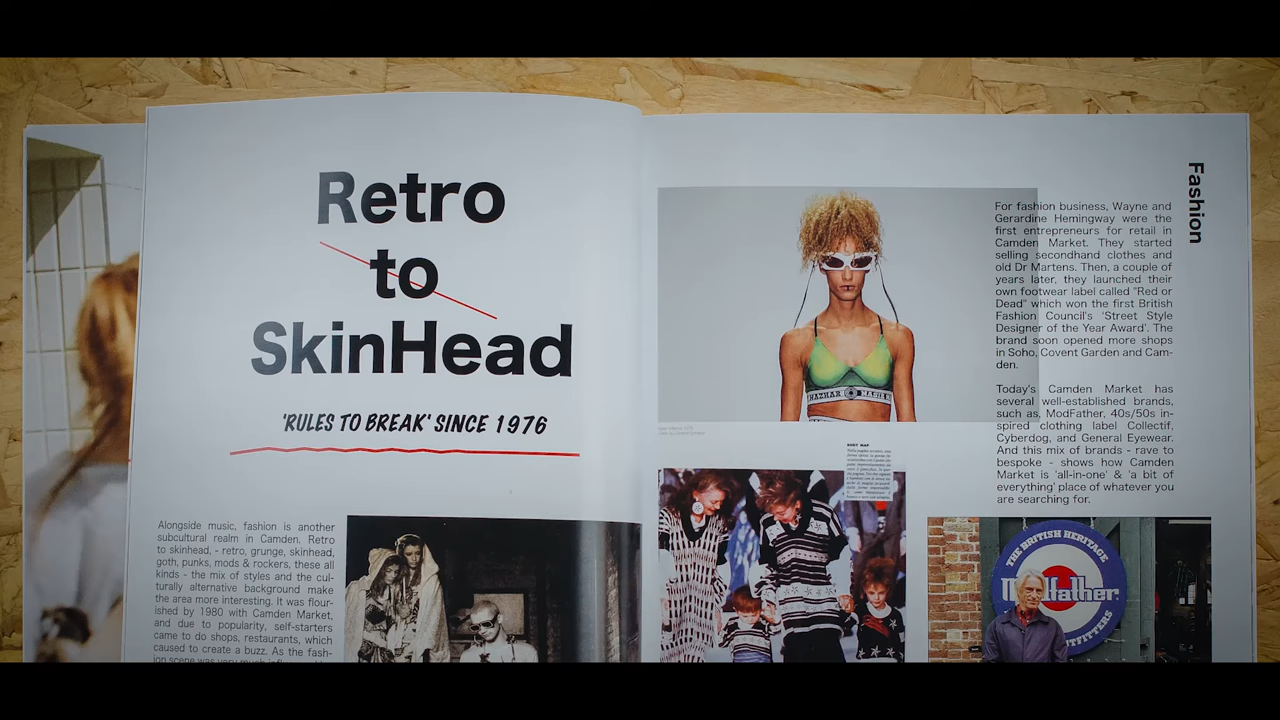 Retro
to
SkinHead
'RULES TO BREAK' SINCE 1976
Alongside music, fashion is another
subcultural realm in Camden. Retro
to skinhead, - retro, grunge, skinhead,
goth, punks, mods & rockers, these all
kinds - the mix of styles and the cul-
turally alternative background make
the area more interesting. It was flour-
ished by 1980 with Camden Market,
and due to popularity, self-starters
came to do shops, restaurants, which
caused to create a buzz. As the fash-
ion scene was very much
Fashion
For fashion business, Wayne and
Gerardine Hemingway were the
first entrepreneurs for retail in
Camden Market. They started
selling secondhand clothes and
old Dr Martens. Then, a couple of
years later, they launched their
own footwear label called "Red or
Dead" which won the first British
Fashion Council's 'Street Style
Designer of the Year Award'. The
brand soon opened more shops
in Soho, Covent Garden and Cam-
den.
Today's Camden Market has
several well-established brands,
such as, ModFather, 40s/50s in-
spired clothing label Collectif,
Cyberdog, and General Eyewear.
And this mix of brands - rave to
bespoke - shows how Camden
Market is 'all-in-one' & 'a bit of
everything' place of whatever you
are searching for.
BODY MAP
THE BRITISH HERITAGE
father.
OUTFITTERS